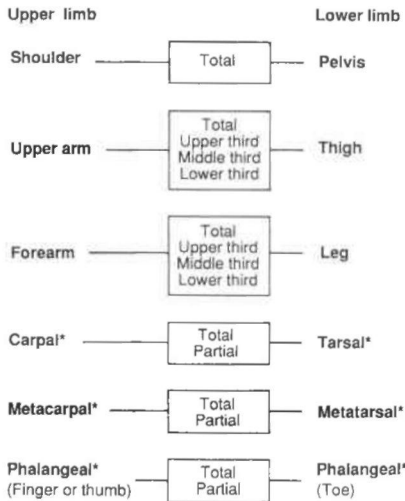 Upper limb Lower limb
Shoulder Total Pelvis
Total
Upper third
Upper arm Middle third Thigh
Lower third
Total
Upper third
Forearm Middle third Leg
Lower third
Carpal* Total Tarsal*
Partial
Metacarpal* Total Metatarsal*
Partial
Phalangeal* Total Phalangeal*
(Finger or thumb) Partial (Toe)